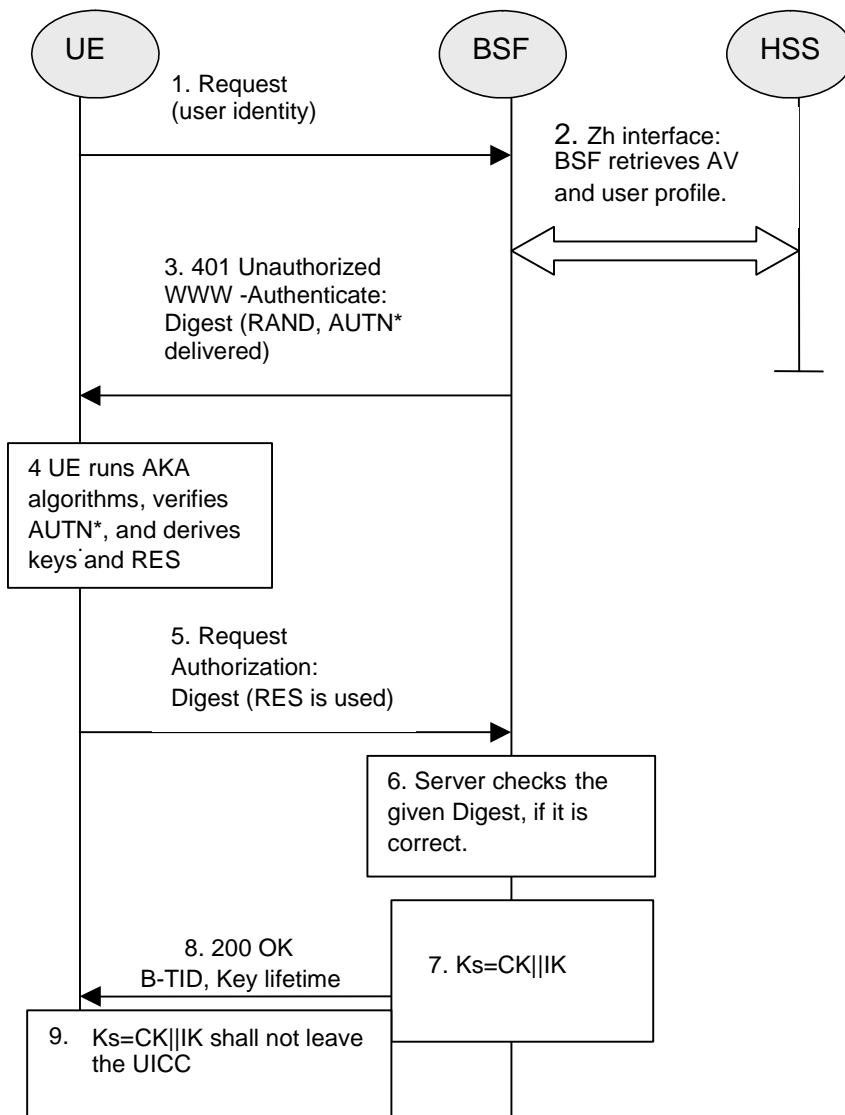 UE
BSF
HSS
1. Request
(user identity)
2. Zh interface:
BSF retrieves AV
and user profile.
3. 401 Unauthorized
WWW -Authenticate:
Digest (RAND, AUTN*
delivered)
4 UE runs AKA
algorithms, verifies
AUTN*, and derives
keys and RES
5. Request
Authorization:
Digest (RES is used)
6. Server checks the
given Digest, if it is
correct.
7. Ks=CK||IK
8. 200 OK
B-TID, Key lifetime
9. Ks=CK||IK shall not leave
the UICC